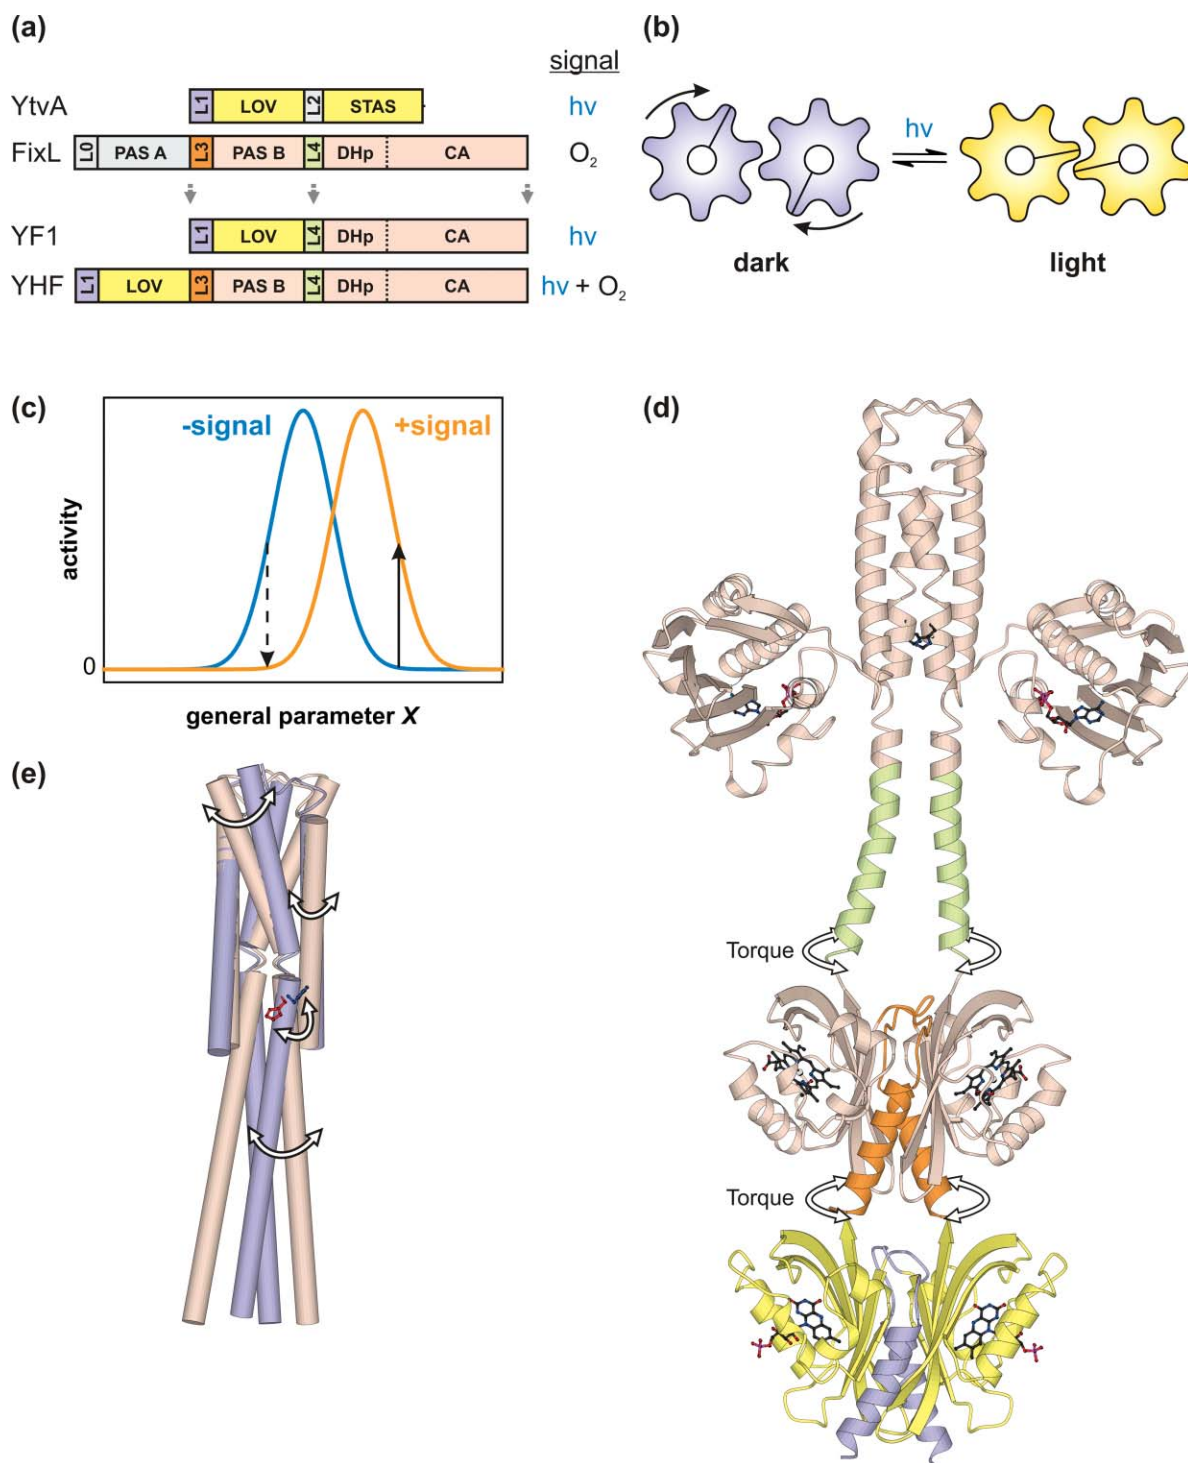 (a)
signal
YtvA L1 LOV L2 STAS hν
FixL L0 PAS A L3 PAS B L4 DHp CA O₂
YF1 L1 LOV L4 DHp CA hν
YHF L1 LOV L3 PAS B L4 DHp CA hν + O₂
(b)
hν
dark light
(c)
-signal +signal
activity
0
general parameter X
(d)
Torque
Torque
(e)